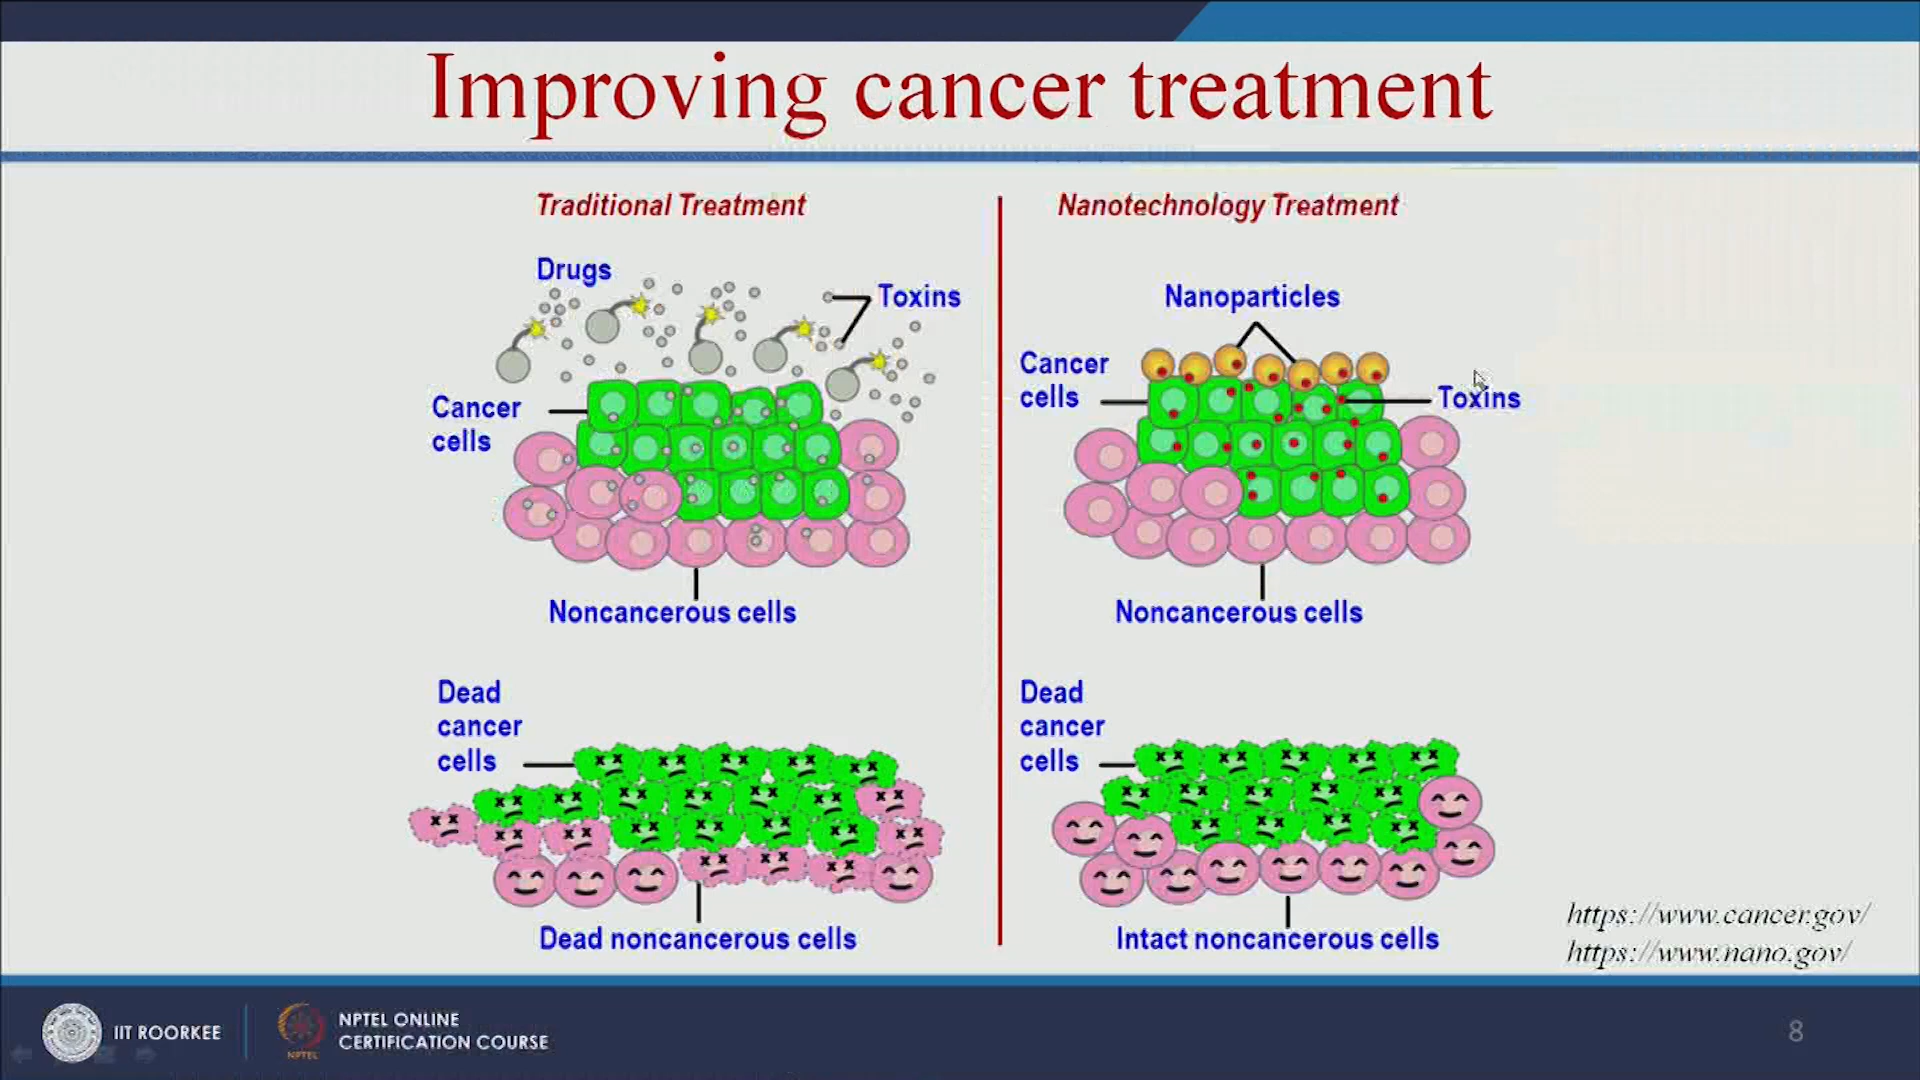 Improving cancer treatment
Traditional Treatment
Drugs
Toxins
Cancer
cells
Noncancerous cells
Dead
cancer
cells
Dead noncancerous cells
Nanotechnology Treatment
Nanoparticles
Cancer
cells
Toxins
Noncancerous cells
Dead
cancer
cells
Intact noncancerous cells
https://www.cancer.gov/
https://www.nano.gov/
IIT ROORKEE
NPTEL
NPTEL ONLINE
CERTIFICATION COURSE
8